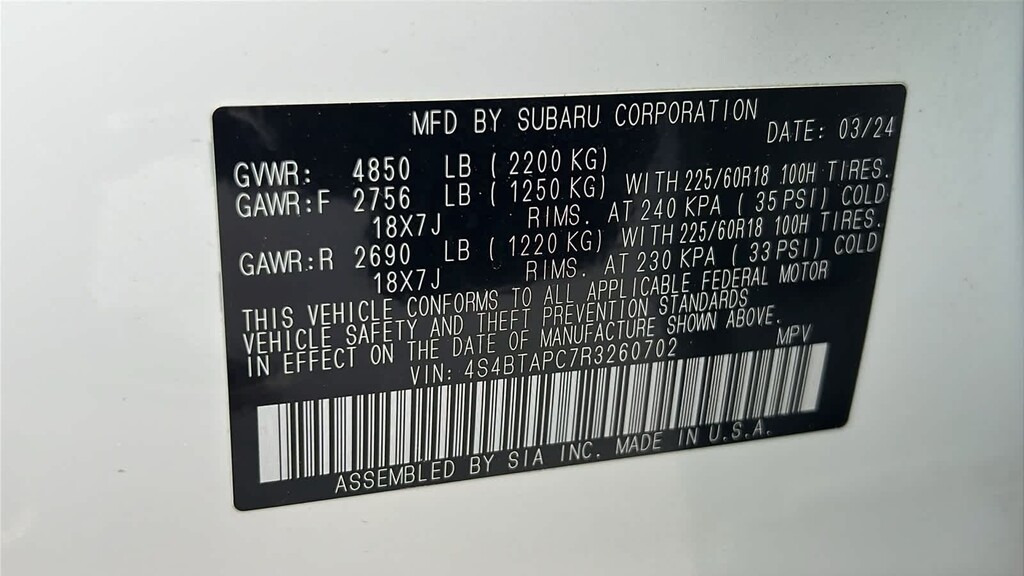 MFD BY SUBARU CORPORATION
DATE: 03/24
GVWR: 4850 LB (2200 KG)
GAWR:F 2756 LB (1250 KG) WITH 225/60R18 100H TIRES.
18X7J RIMS. AT 240 KPA (35 PSI) COLD
GAWR:R 2690 LB (1220 KG) WITH 225/60R18 100H TIRES.
18X7J RIMS. AT 230 KPA (33 PSI) COLD
THIS VEHICLE CONFORMS TO ALL APPLICABLE FEDERAL MOTOR
VEHICLE SAFETY AND THEFT PREVENTION STANDARDS
IN EFFECT ON THE DATE OF MANUFACTURE SHOWN ABOVE.
VIN: 4S4BTAPC7R3260702 MPV
ASSEMBLED BY SIA INC. MADE IN U.S.A.